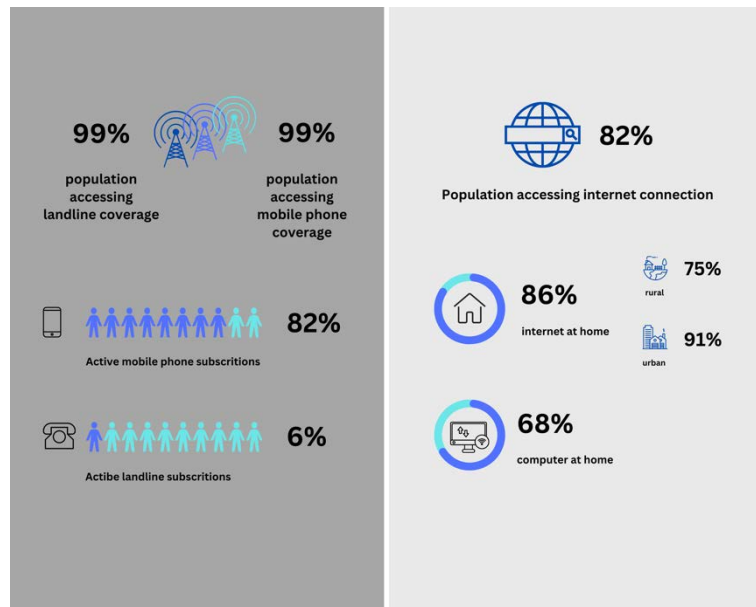 99%
population
accessing
landline coverage
99%
population
accessing
mobile phone
coverage
82%
Active mobile phone subscritions
6%
Actibe landline subscritions
82%
Population accessing internet connection
86%
internet at home
75%
rural
91%
urban
68%
computer at home